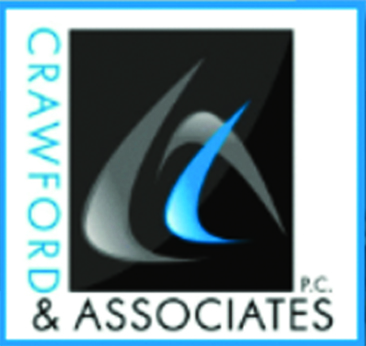 CRAWFORD
P.C.
& ASSOCIATES